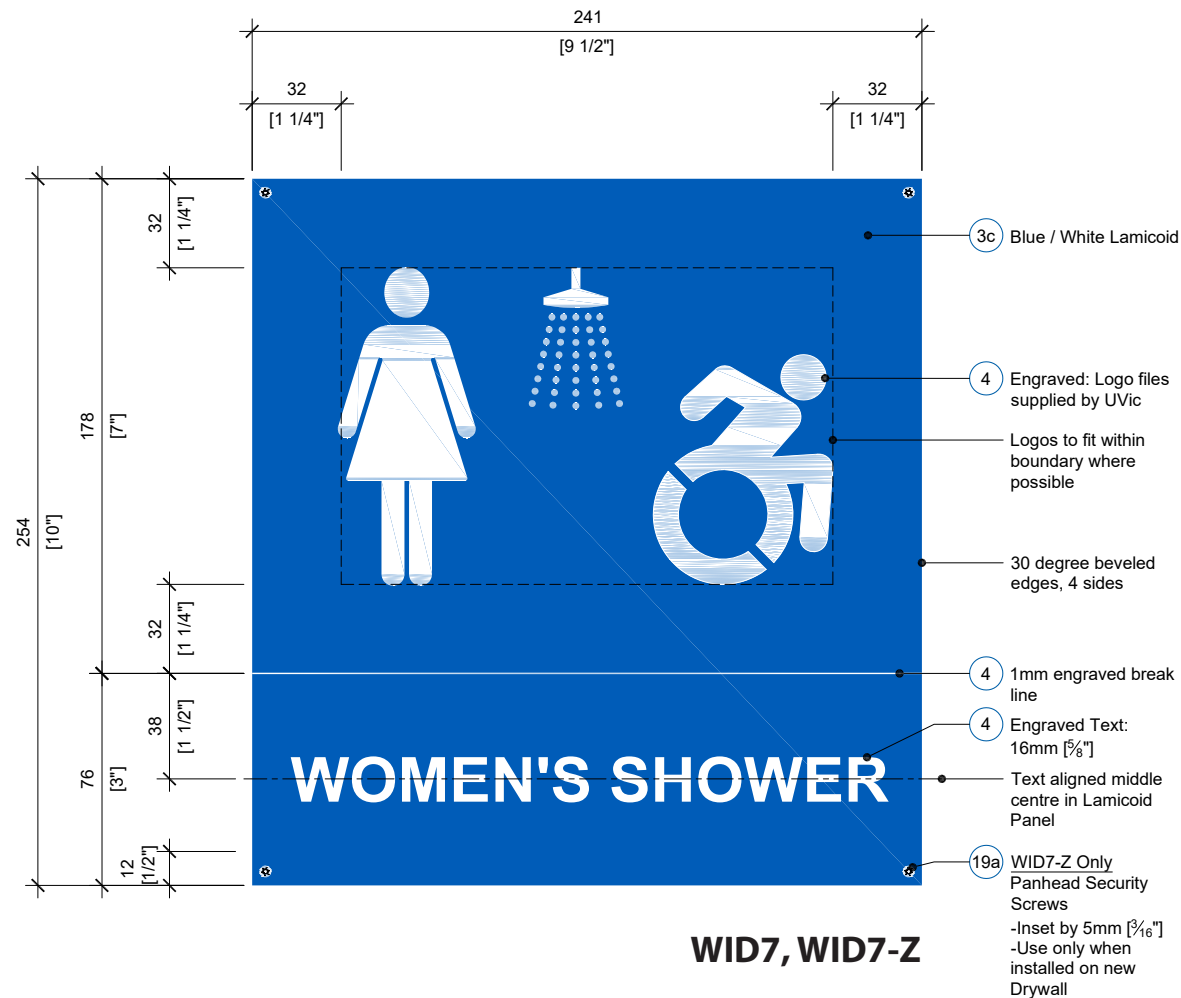 241
[9 1/2"]
32
[1 1/4"]
32
[1 1/4"]
32
[1 1/4"]
178
[7"]
254
[10"]
32
[1 1/4"]
38
[1 1/2"]
76
[3"]
12
[1/2"]
WOMEN'S SHOWER
3c Blue / White Lamicoid
4 Engraved: Logo files
supplied by UVic
Logos to fit within
boundary where
possible
30 degree beveled
edges, 4 sides
4 1mm engraved break
line
4 Engraved Text:
16mm [⅝"]
Text aligned middle
centre in Lamicoid
Panel
19a WID7-Z Only
Panhead Security
Screws
-Inset by 5mm [3⁄16"]
-Use only when
installed on new
Drywall
WID7, WID7-Z